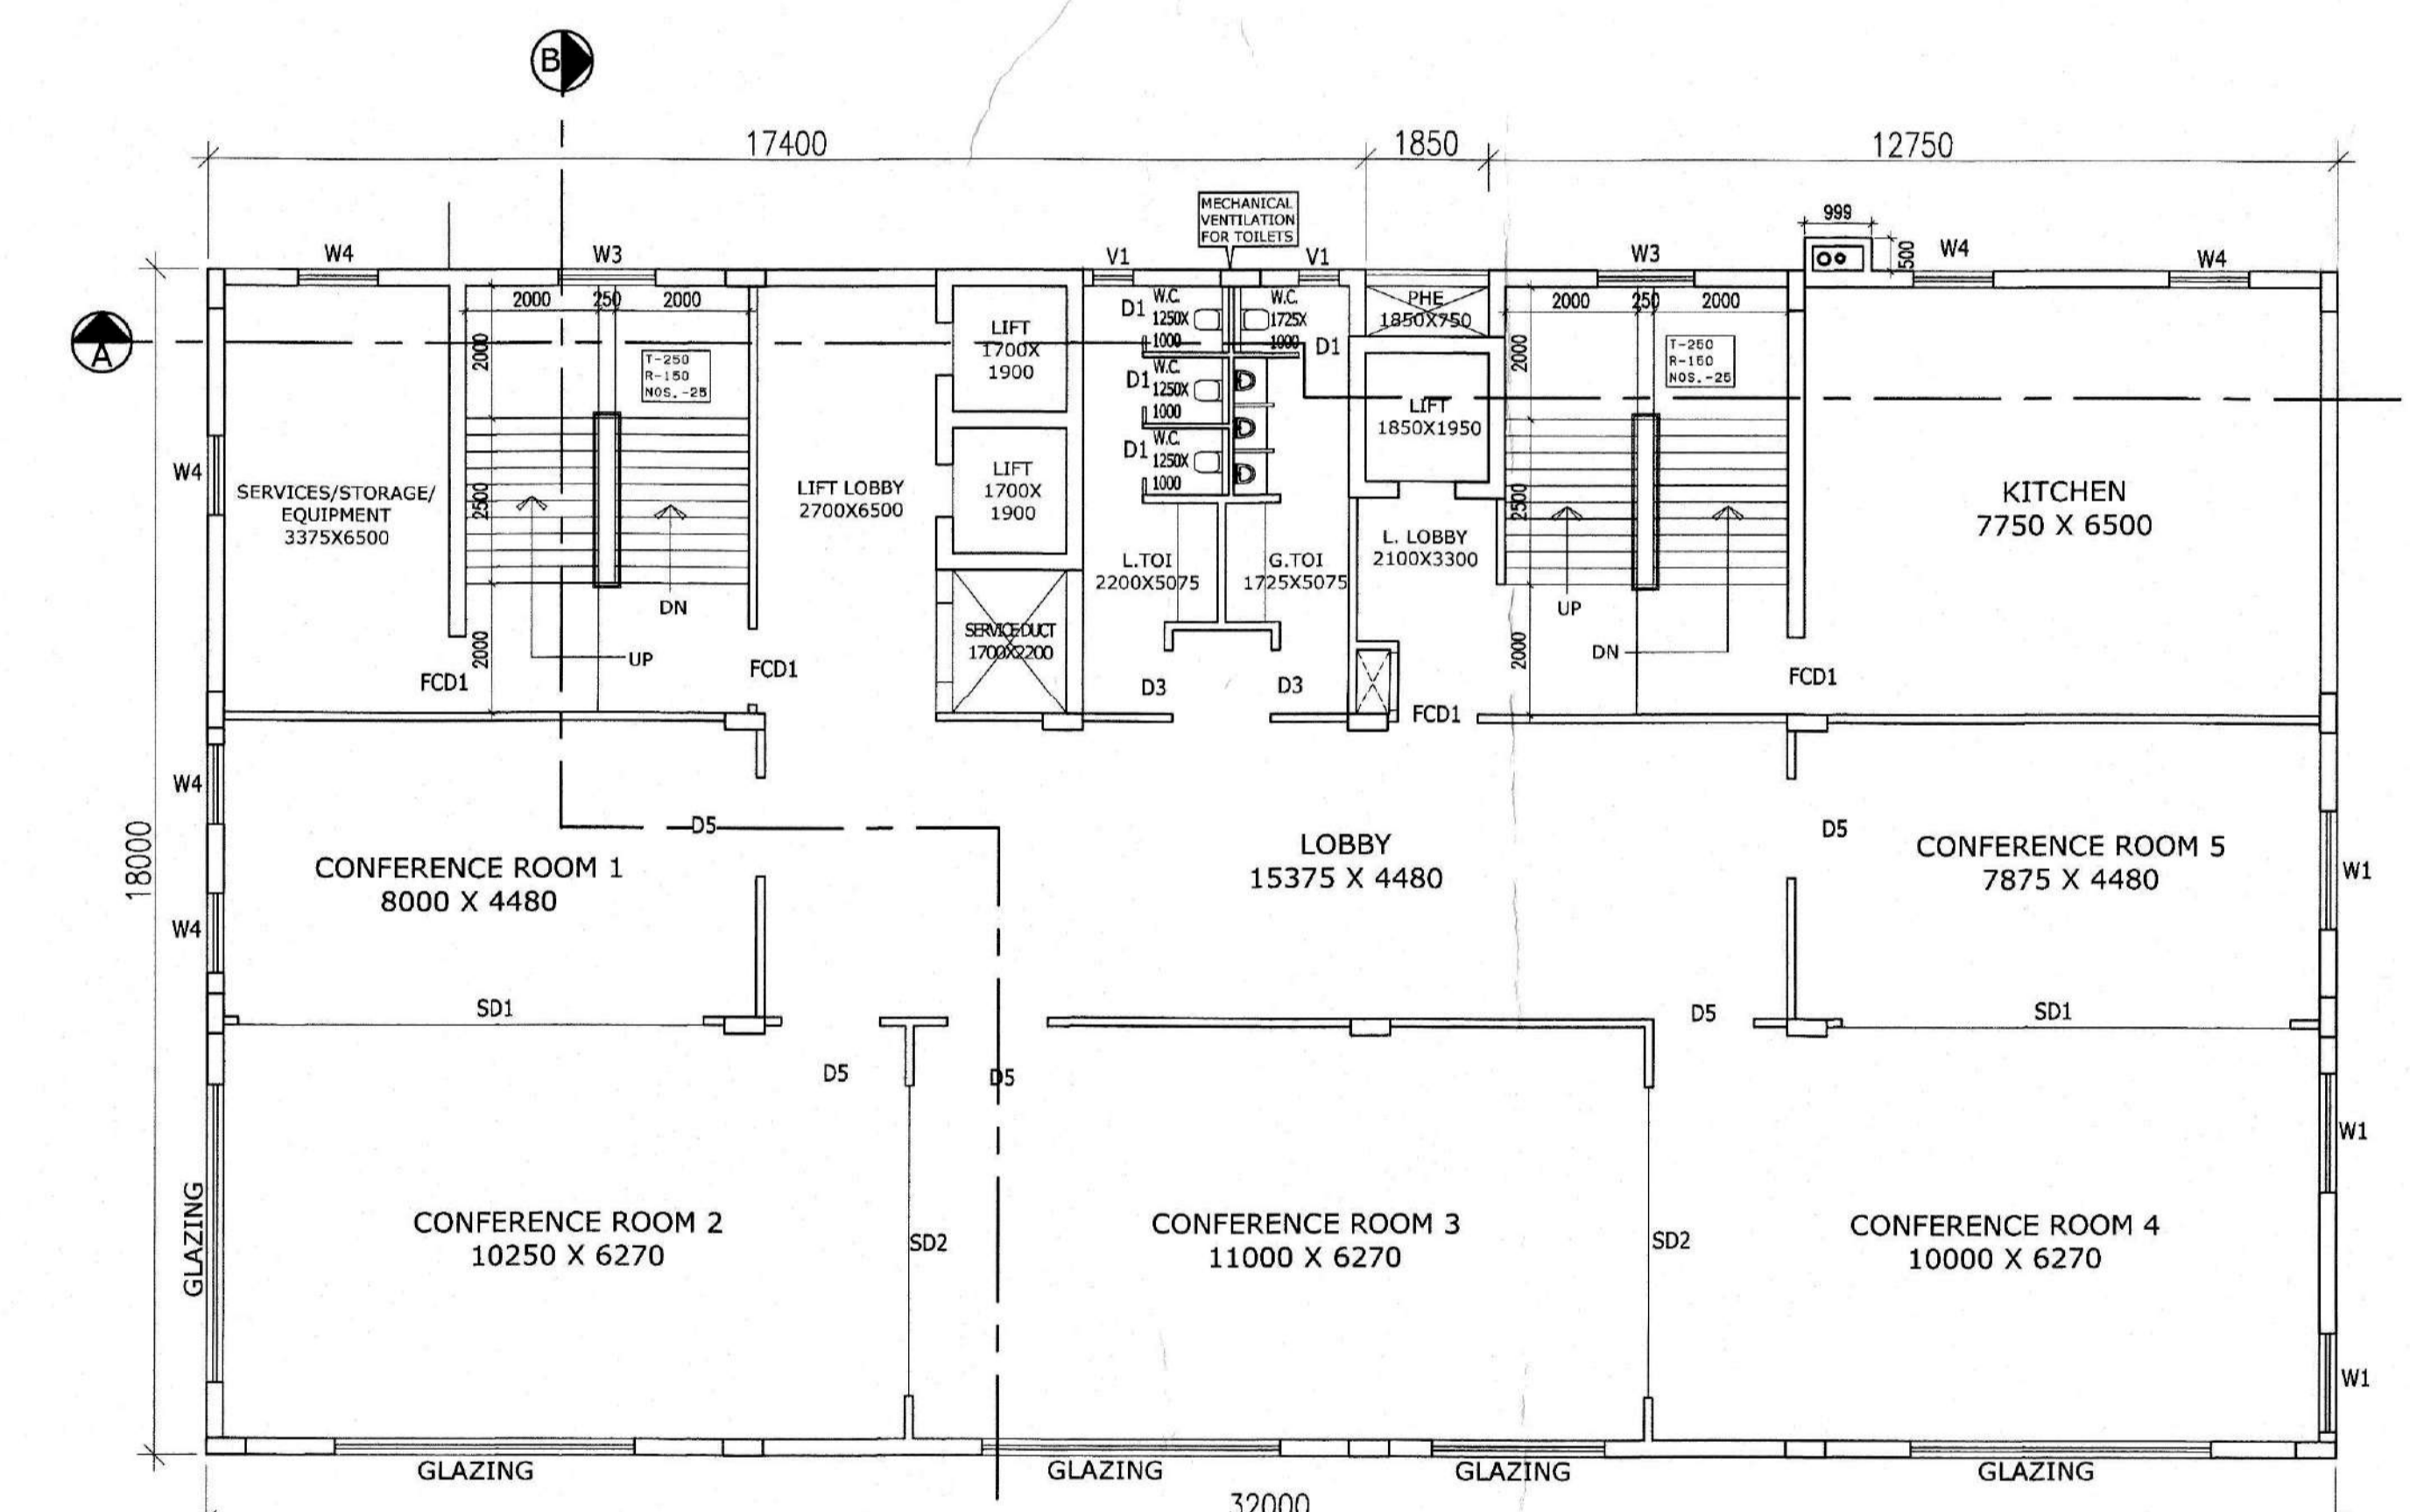 B
17400
1850
12750
MECHANICAL
VENTILATION
FOR TOILETS
999
500
W4
W3
V1
V1
W3
W4
W4
2000
250
2000
2000
250
2000
A
LIFT
1700X
1900
D1
W.C.
1250X
1000
W.C.
1725X
1000
D1
PHE
1850X750
2000
T-250
R-150
NOS.-25
2000
T-250
R-150
NOS.-25
D1
W.C.
1250X
1000
LIFT
1850X1950
W4
SERVICES/STORAGE/
EQUIPMENT
3375X6500
2500
LIFT LOBBY
2700X6500
LIFT
1700X
1900
D1
W.C.
1250X
1000
2500
KITCHEN
7750 X 6500
L.TOI
2200X5075
G.TOI
1725X5075
L. LOBBY
2100X3300
DN
UP
UP
DN
2000
2000
SERVICE DUCT
1700X2200
FCD1
FCD1
D3
D3
FCD1
FCD1
W4
W4
18000
D5
CONFERENCE ROOM 1
8000 X 4480
LOBBY
15375 X 4480
D5
CONFERENCE ROOM 5
7875 X 4480
W1
SD1
D5
SD1
D5
D5
W1
GLAZING
CONFERENCE ROOM 2
10250 X 6270
SD2
CONFERENCE ROOM 3
11000 X 6270
SD2
CONFERENCE ROOM 4
10000 X 6270
W1
GLAZING
GLAZING
GLAZING
GLAZING
32000